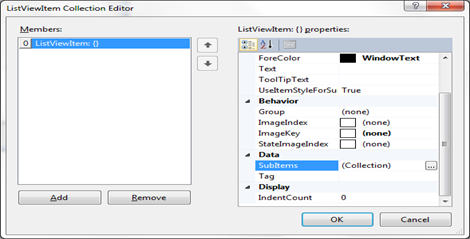 ListViewItem Collection Editor
?
Members:
0 ListViewItem: {}
Add
Remove
ListViewItem: {} properties:
ForeColor WindowText
Text
ToolTipText
UseItemStyleForSu True
Behavior
Group (none)
ImageIndex (none)
ImageKey (none)
StateImageIndex (none)
Data
SubItems (Collection) ...
Tag
Display
IndentCount 0
OK
Cancel